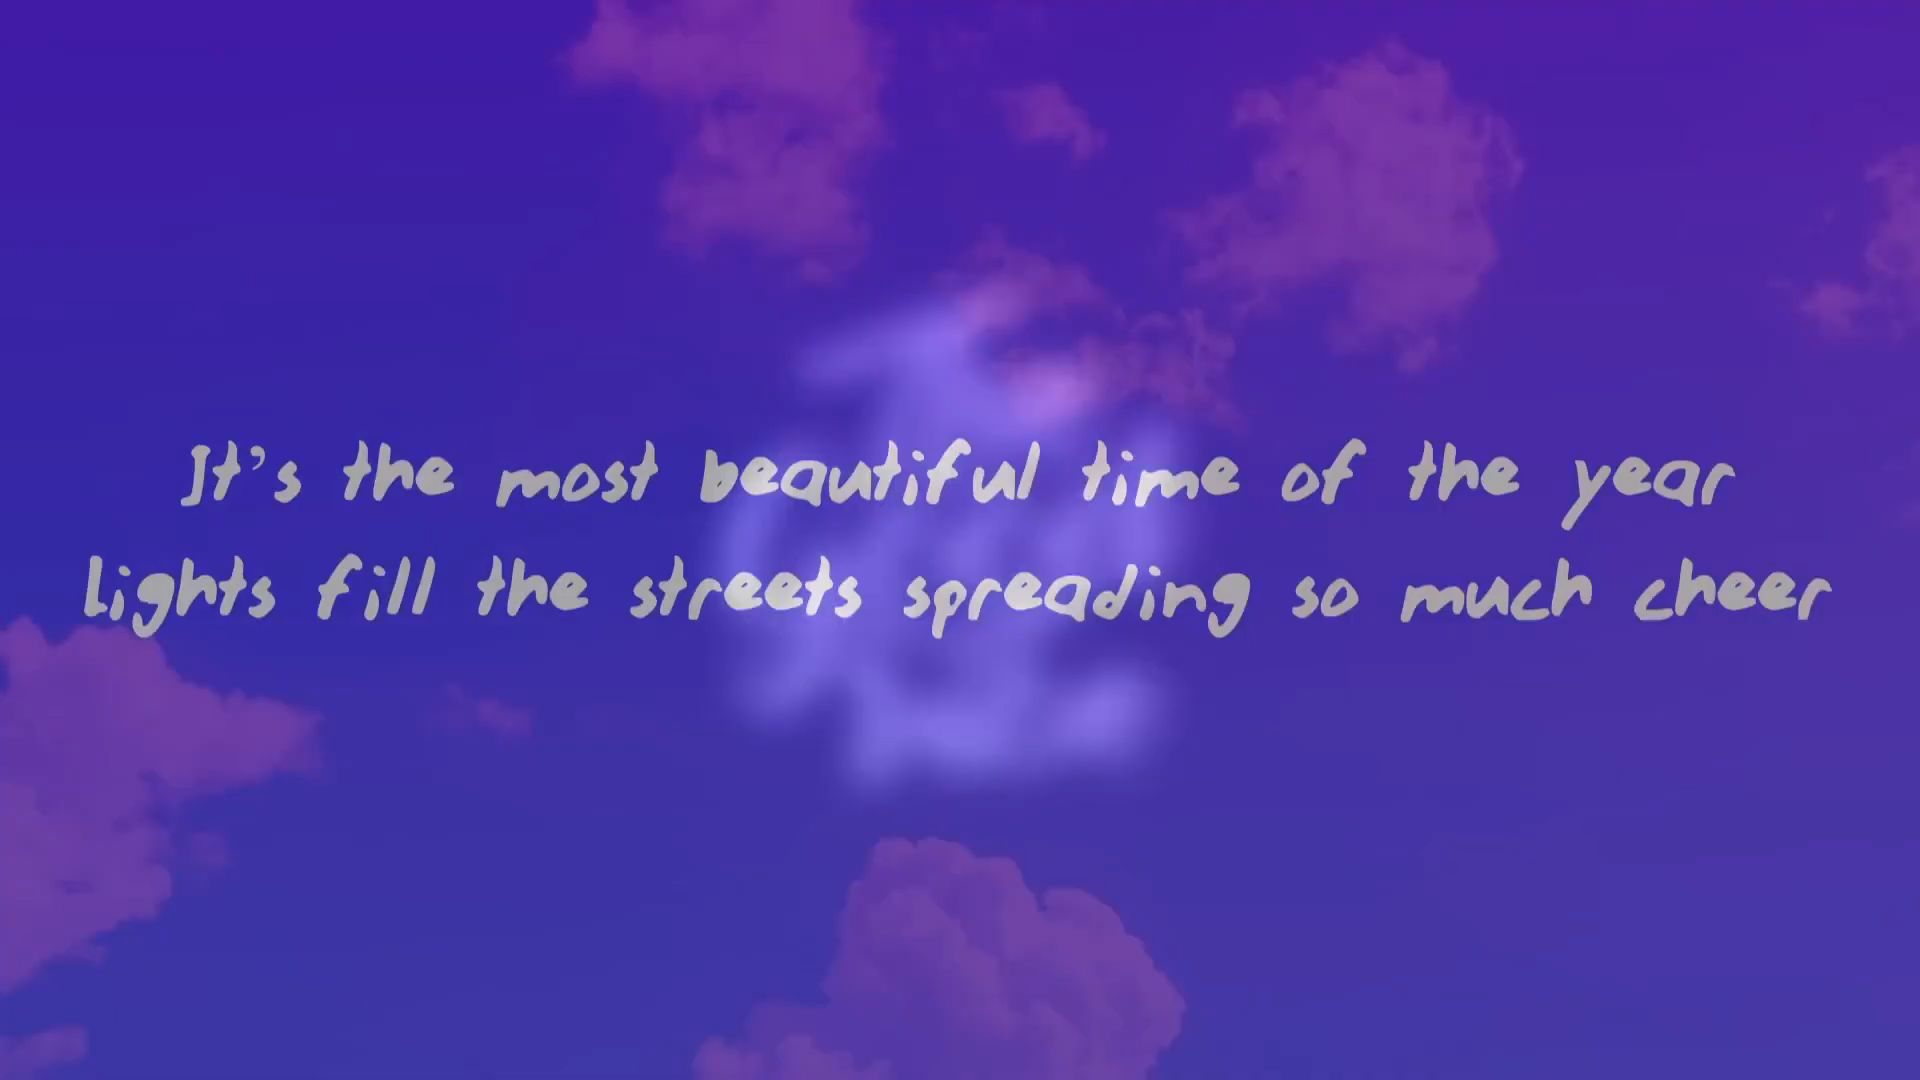 It's the most beautiful time of the year
Lights fill the streets spreading so much cheer